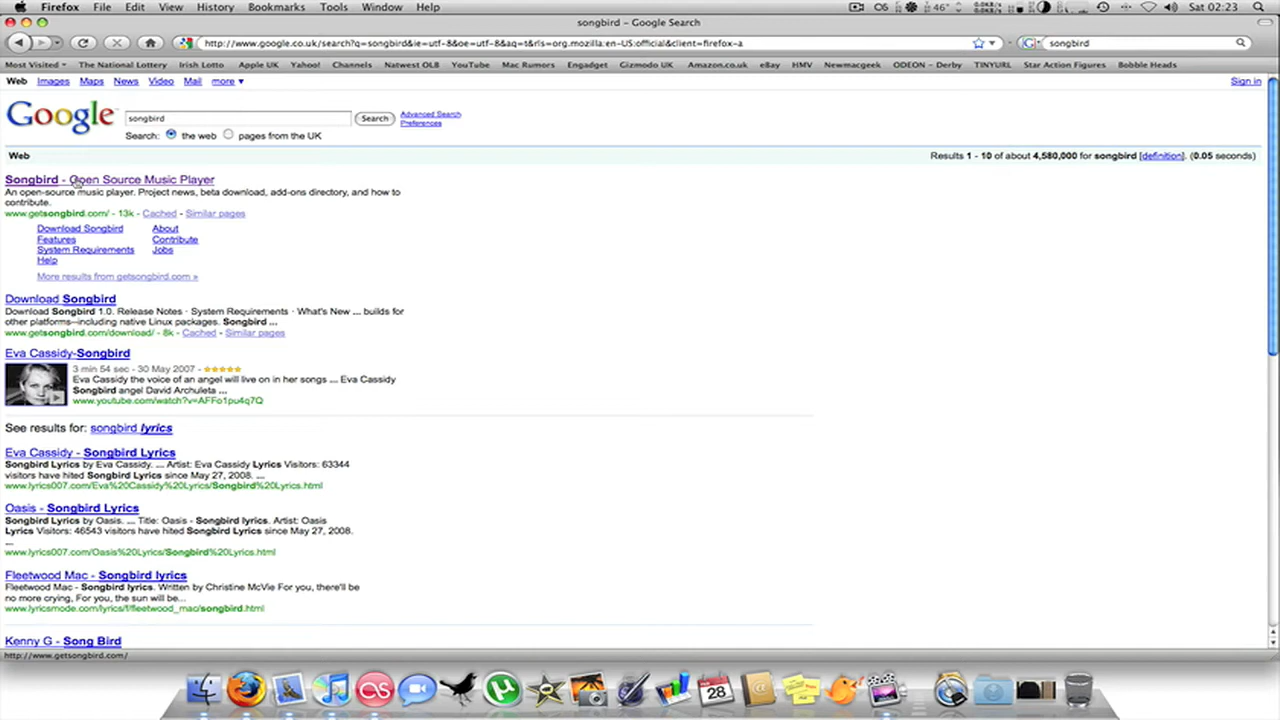 Firefox File Edit View History Bookmarks Tools Window Help 46° Sat 02:23
songbird – Google Search
http://www.google.co.uk/search?q=songbird&ie=utf-8&oe=utf-8&aq=t&rls=org.mozilla:en-US:official&client=firefox-a songbird
Most Visited The National Lottery Irish Lotto Apple UK Yahoo! Channels Natwest OLB YouTube Mac Rumors Engadget Gizmodo UK Amazon.co.uk eBay HMV Newmacgeek ODEON - Derby TINYURL Star Action Figures Bobble Heads
Web Images Maps News Video Mail more ▼ Sign in
Google songbird Search Advanced Search
Preferences
Search: the web pages from the UK
Web Results 1 - 10 of about 4,580,000 for songbird [definition]. (0.05 seconds)
Songbird - Open Source Music Player
An open-source music player. Project news, beta download, add-ons directory, and how to
contribute.
www.getsongbird.com/ - 13k - Cached - Similar pages
Download Songbird About
Features Contribute
System Requirements Jobs
Help
More results from getsongbird.com »
Download Songbird
Download Songbird 1.0. Release Notes · System Requirements · What's New ... builds for
other platforms--including native Linux packages. Songbird ...
www.getsongbird.com/download/ - 8k - Cached - Similar pages
Eva Cassidy-Songbird
3 min 54 sec - 30 May 2007 -
Eva Cassidy the voice of an angel will live on in her songs ... Eva Cassidy
Songbird angel David Archuleta ...
www.youtube.com/watch?v=AFFo1pu4q7Q
See results for: songbird lyrics
Eva Cassidy - Songbird Lyrics
Songbird Lyrics by Eva Cassidy. ... Artist: Eva Cassidy Lyrics Visitors: 63344
visitors have hited Songbird Lyrics since May 27, 2008. ...
www.lyrics007.com/Eva%20Cassidy%20Lyrics/Songbird%20Lyrics.html
Oasis - Songbird Lyrics
Songbird Lyrics by Oasis. ... Title: Oasis - Songbird lyrics. Artist: Oasis
Lyrics Visitors: 46543 visitors have hited Songbird Lyrics since May 27, 2008.
...
www.lyrics007.com/Oasis%20Lyrics/Songbird%20Lyrics.html
Fleetwood Mac - Songbird lyrics
Fleetwood Mac - Songbird lyrics. Written by Christine McVie For you, there'll be
no more crying, For you, the sun will be...
www.lyricsmode.com/lyrics/f/fleetwood_mac/songbird.html
Kenny G - Song Bird
http://www.getsongbird.com/
28